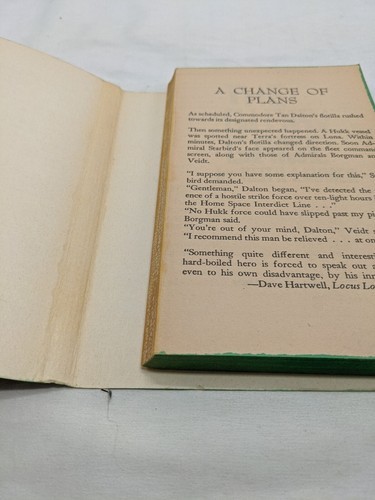 A CHANGE OF
PLANS
As scheduled, Commodore Tan Dalton's flotilla rushed
towards its designated rendezvous.
Then something unexpected happened. A Hukk vessel
was spotted near Terra's fortress on Luna. Within
minutes, Dalton's flotilla changed direction. Soon Ad-
miral Starbird's face appeared on the fleet command
screen, along with those of Admirals Borgman an
Veidt.
"I suppose you have some explanation for this," S
bird demanded.
"Gentleman," Dalton began, "I've detected the
ence of a hostile strike force over ten-light hours
the Home Space Interdict Line . . ."
"No Hukk force could have slipped past my pi
Borgman said.
"You're out of your mind, Dalton," Veidt s
"I recommend this man be relieved . . . at on
"Something quite different and interesti
hard-boiled hero is forced to speak out a
even to his own disadvantage, by his inn
—Dave Hartwell, Locus Lo